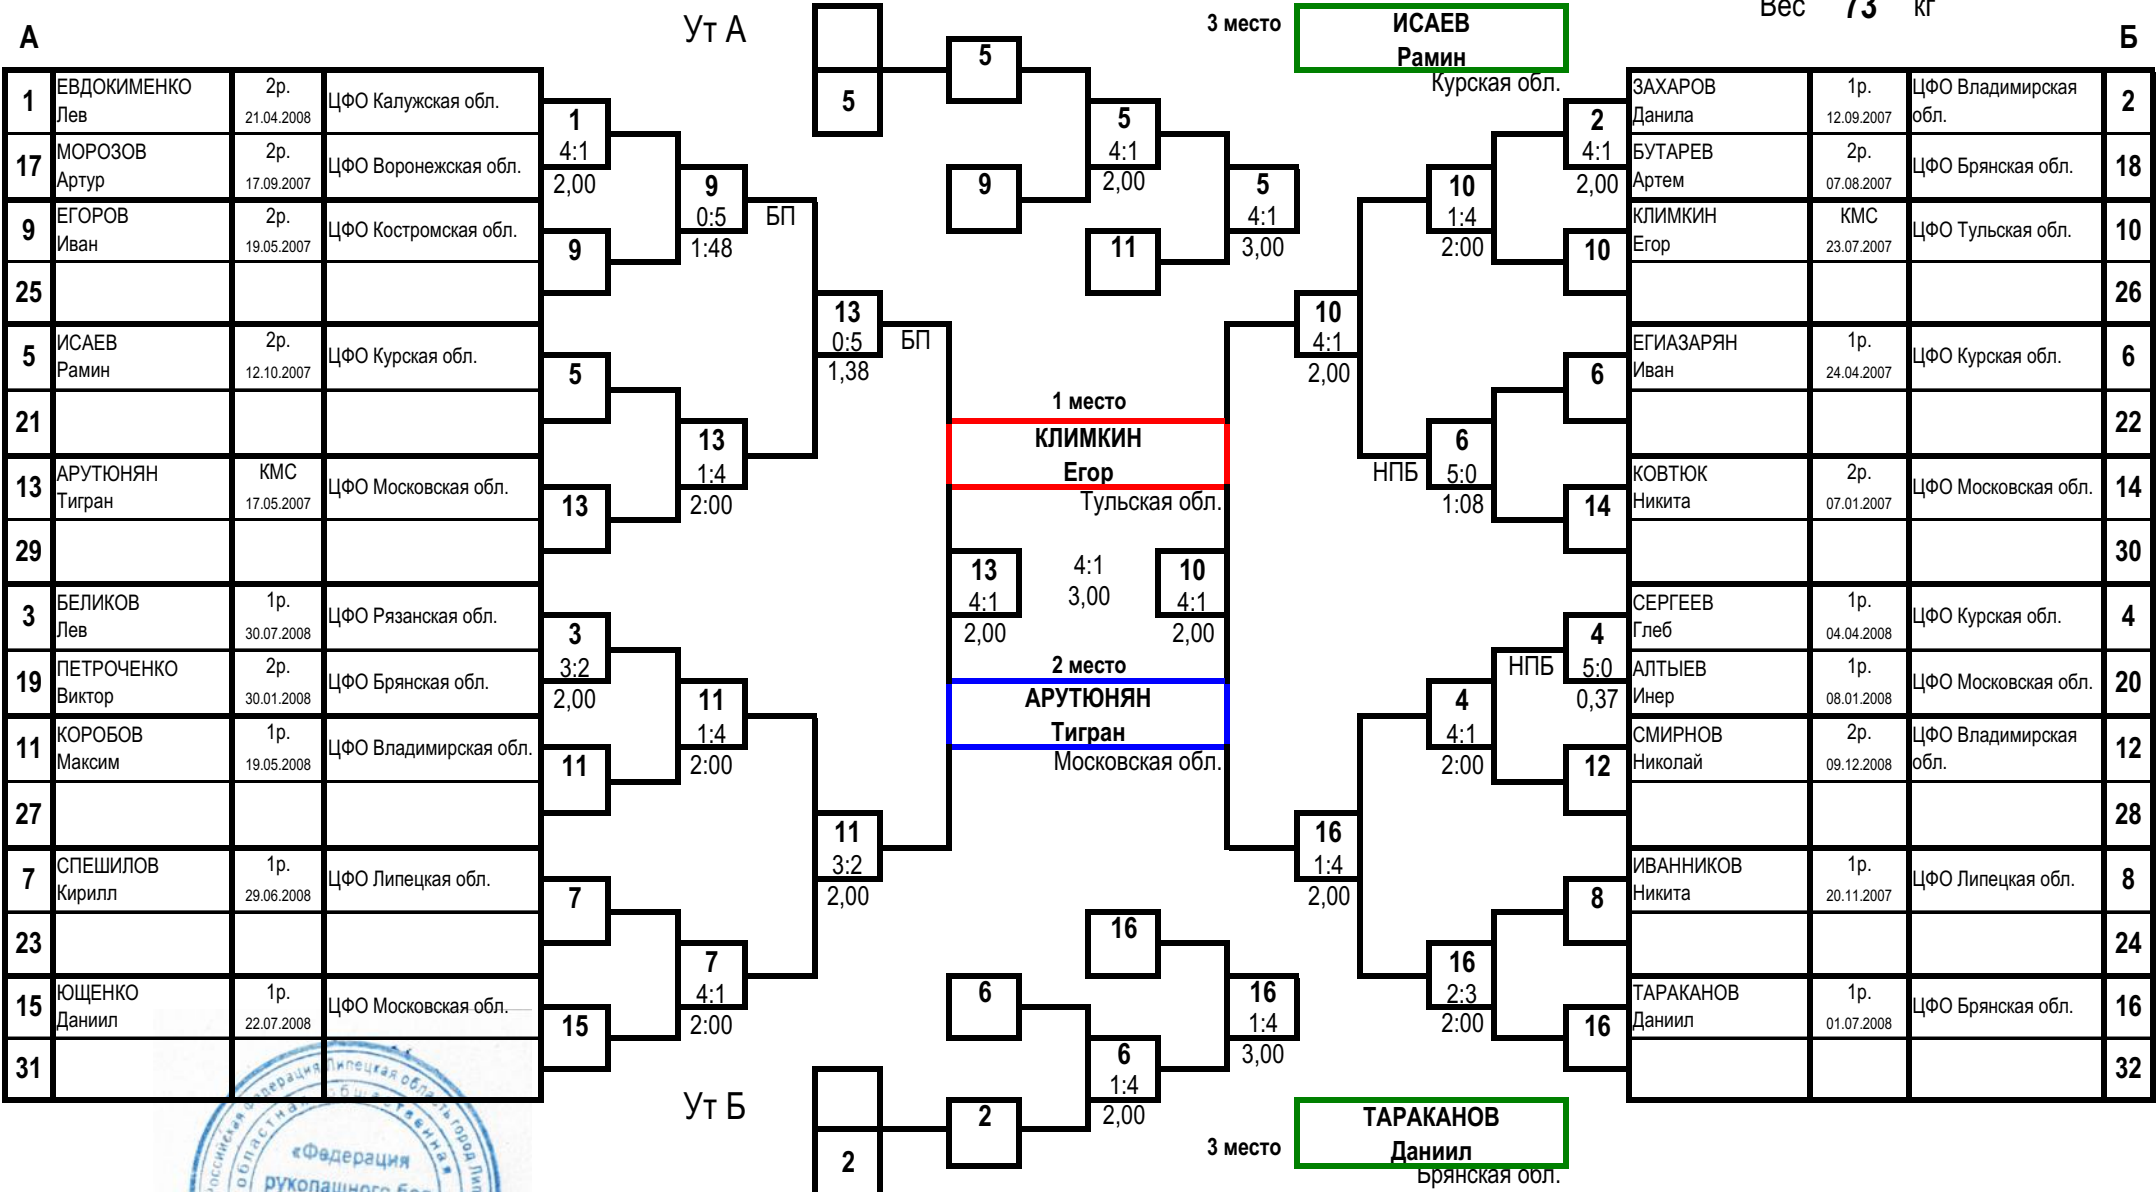 Вес 73 кг
А
Ут А
3 место
ИСАЕВ
Рамин
Курская обл.
Б
1 ЕВДОКИМЕНКО 2р. ЦФО Калужская обл.
Лев 21.04.2008
17 МОРОЗОВ 2р. ЦФО Воронежская обл.
Артур 17.09.2007
9 ЕГОРОВ 2р. ЦФО Костромская обл.
Иван 19.05.2007
25
5 ИСАЕВ 2р. ЦФО Курская обл.
Рамин 12.10.2007
21
13 АРУТЮНЯН КМС ЦФО Московская обл.
Тигран 17.05.2007
29
3 БЕЛИКОВ 1р. ЦФО Рязанская обл.
Лев 30.07.2008
19 ПЕТРОЧЕНКО 2р. ЦФО Брянская обл.
Виктор 30.01.2008
11 КОРОБОВ 1р. ЦФО Владимирская обл.
Максим 19.05.2008
27
7 СПЕШИЛОВ 1р. ЦФО Липецкая обл.
Кирилл 29.06.2008
23
15 ЮЩЕНКО 1р. ЦФО Московская обл.
Даниил 22.07.2008
31
1
4:1
2,00
9
5
13
3
3:2
2,00
11
7
15
9
0:5 БП
1:48
13
1:4
2:00
11
1:4
2:00
7
4:1
2:00
13
0:5 БП
1,38
11
3:2
2,00
5
5
9
5
4:1
2,00
11
5
4:1
3,00
1 место
КЛИМКИН
Егор
Тульская обл.
13 4:1 10
4:1 3,00 4:1
2,00 2,00
2 место
АРУТЮНЯН
Тигран
Московская обл.
16
6
16
1:4
3,00
6
1:4
2,00
Ут Б
2
2
3 место
ТАРАКАНОВ
Даниил
Брянская обл.
10
4:1
2,00
16
1:4
2,00
10
1:4
2:00
6
НПБ 5:0
1:08
4
4:1
2:00
16
2:3
2:00
2
4:1
2,00
10
6
14
4
НПБ 5:0
0,37
12
8
16
ЗАХАРОВ 1р. ЦФО Владимирская 2
Данила 12.09.2007 обл.
БУТАРЕВ 2р. ЦФО Брянская обл. 18
Артем 07.08.2007
КЛИМКИН КМС ЦФО Тульская обл. 10
Егор 23.07.2007
26
ЕГИАЗАРЯН 1р. ЦФО Курская обл. 6
Иван 24.04.2007
22
КОВТЮК 2р. ЦФО Московская обл. 14
Никита 07.01.2007
30
СЕРГЕЕВ 1р. ЦФО Курская обл. 4
Глеб 04.04.2008
АЛТЫЕВ 1р. ЦФО Московская обл. 20
Инер 08.01.2008
СМИРНОВ 2р. ЦФО Владимирская 12
Николай 09.12.2008 обл.
28
ИВАННИКОВ 1р. ЦФО Липецкая обл. 8
Никита 20.11.2007
24
ТАРАКАНОВ 1р. ЦФО Брянская обл. 16
Даниил 01.07.2008
32
Липецкая область город
областная общественная
«Федерация
рукопашного